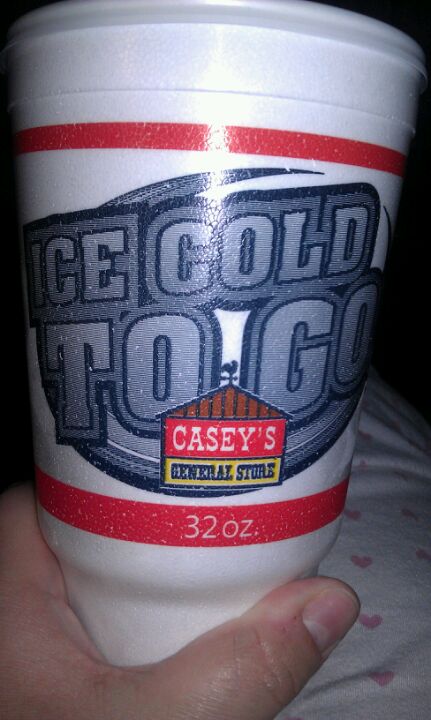 ICE COLD
TO GO
CASEY'S
GENERAL STORE
32 oz.